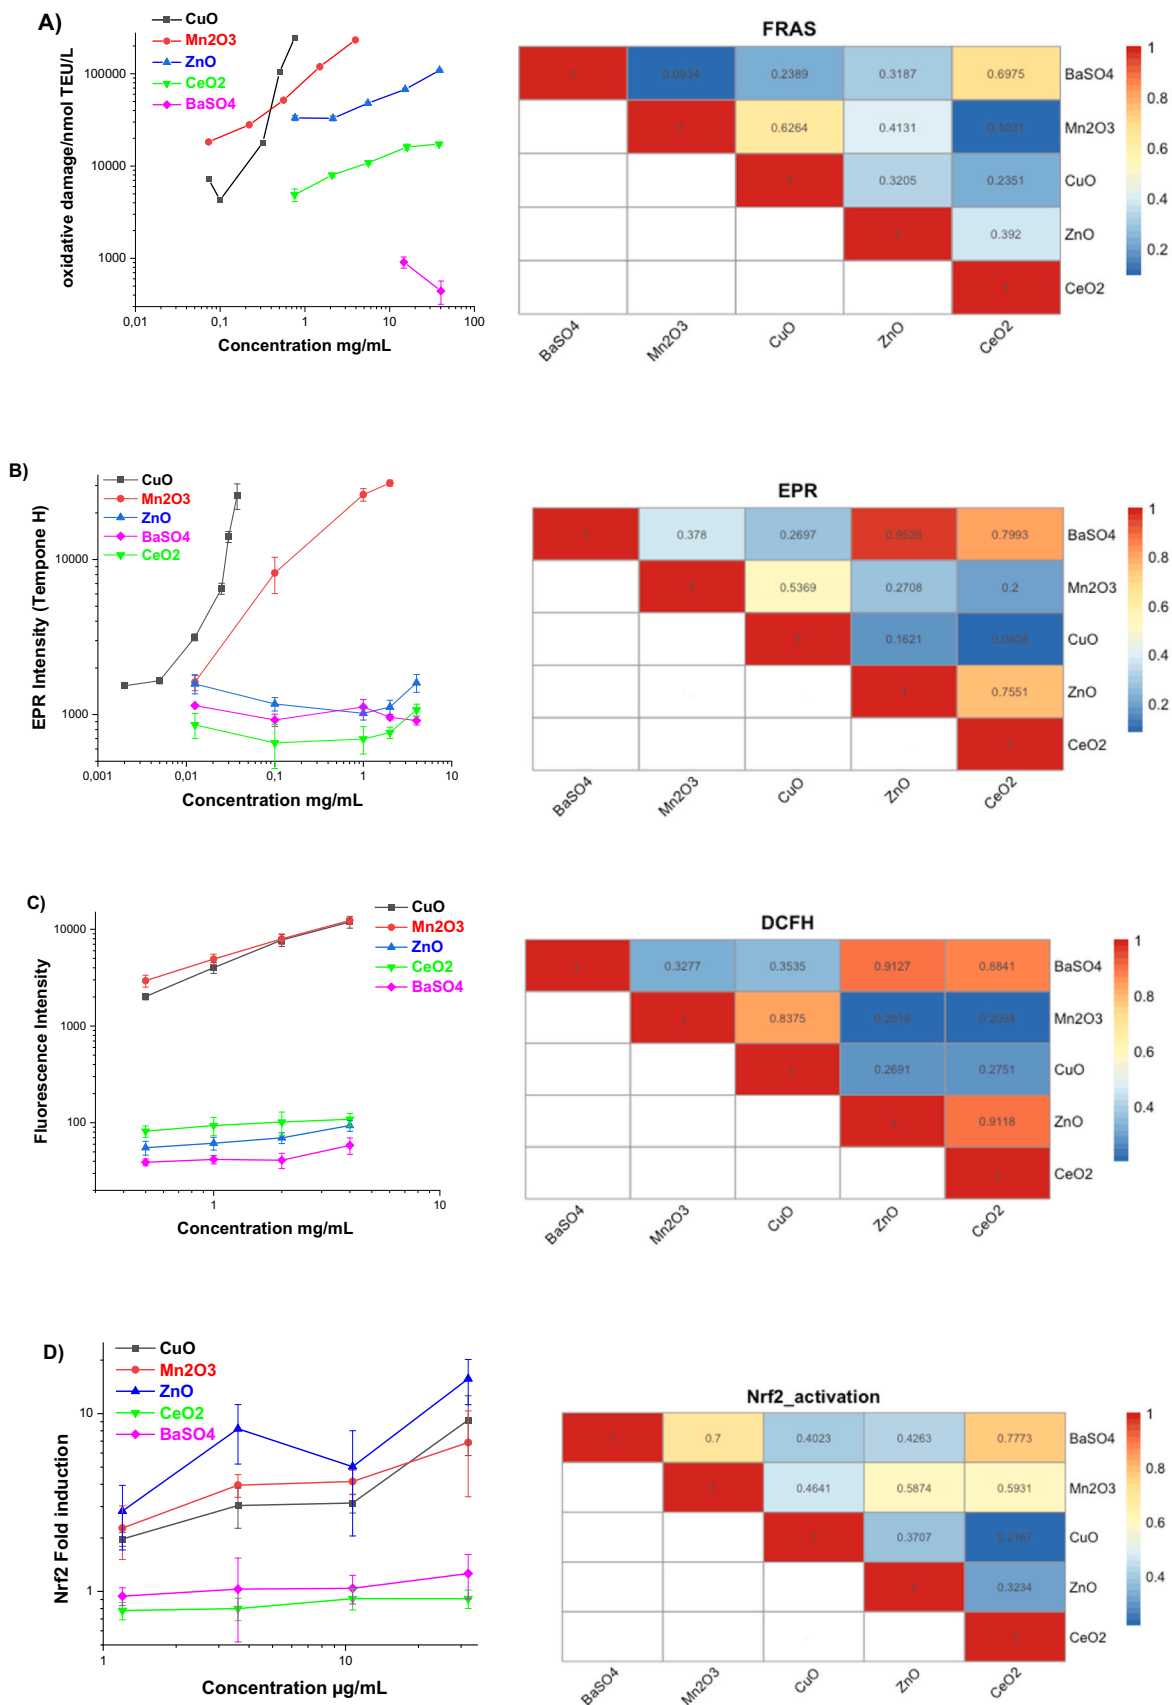 A)
CuO
Mn2O3
ZnO
CeO2
BaSO4
100000
10000
1000
0,01
0,1
1
10
100
oxidative damage/nmol TEU/L
Concentration mg/mL
FRAS
1 0.0934 0.2389 0.3187 0.6975 BaSO4
1 0.6264 0.4131 0.1031 Mn2O3
1 0.3205 0.2351 CuO
1 0.392 ZnO
1 CeO2
BaSO4 Mn2O3 CuO ZnO CeO2
1
0.8
0.6
0.4
0.2
B)
CuO
Mn2O3
ZnO
BaSO4
CeO2
10000
1000
0,001
0,01
0,1
1
10
EPR Intensity (Tempone H)
Concentration mg/mL
EPR
1 0.378 0.2697 0.9526 0.7993 BaSO4
1 0.5369 0.2708 0.2 Mn2O3
1 0.1621 0.0808 CuO
1 0.7551 ZnO
1 CeO2
BaSO4 Mn2O3 CuO ZnO CeO2
1
0.8
0.6
0.4
0.2
C)
CuO
Mn2O3
ZnO
CeO2
BaSO4
10000
1000
100
1
10
Fluorescence Intensity
Concentration mg/mL
DCFH
1 0.3277 0.3535 0.9127 0.8841 BaSO4
1 0.8375 0.2019 0.2094 Mn2O3
1 0.2691 0.2751 CuO
1 0.9118 ZnO
1 CeO2
BaSO4 Mn2O3 CuO ZnO CeO2
1
0.8
0.6
0.4
D)
CuO
Mn2O3
ZnO
CeO2
BaSO4
10
1
1
10
Nrf2 Fold induction
Concentration µg/mL
Nrf2_activation
1 0.7 0.4023 0.4263 0.7773 BaSO4
1 0.4641 0.5874 0.5931 Mn2O3
1 0.3707 0.2167 CuO
1 0.3234 ZnO
1 CeO2
BaSO4 Mn2O3 CuO ZnO CeO2
1
0.8
0.6
0.4